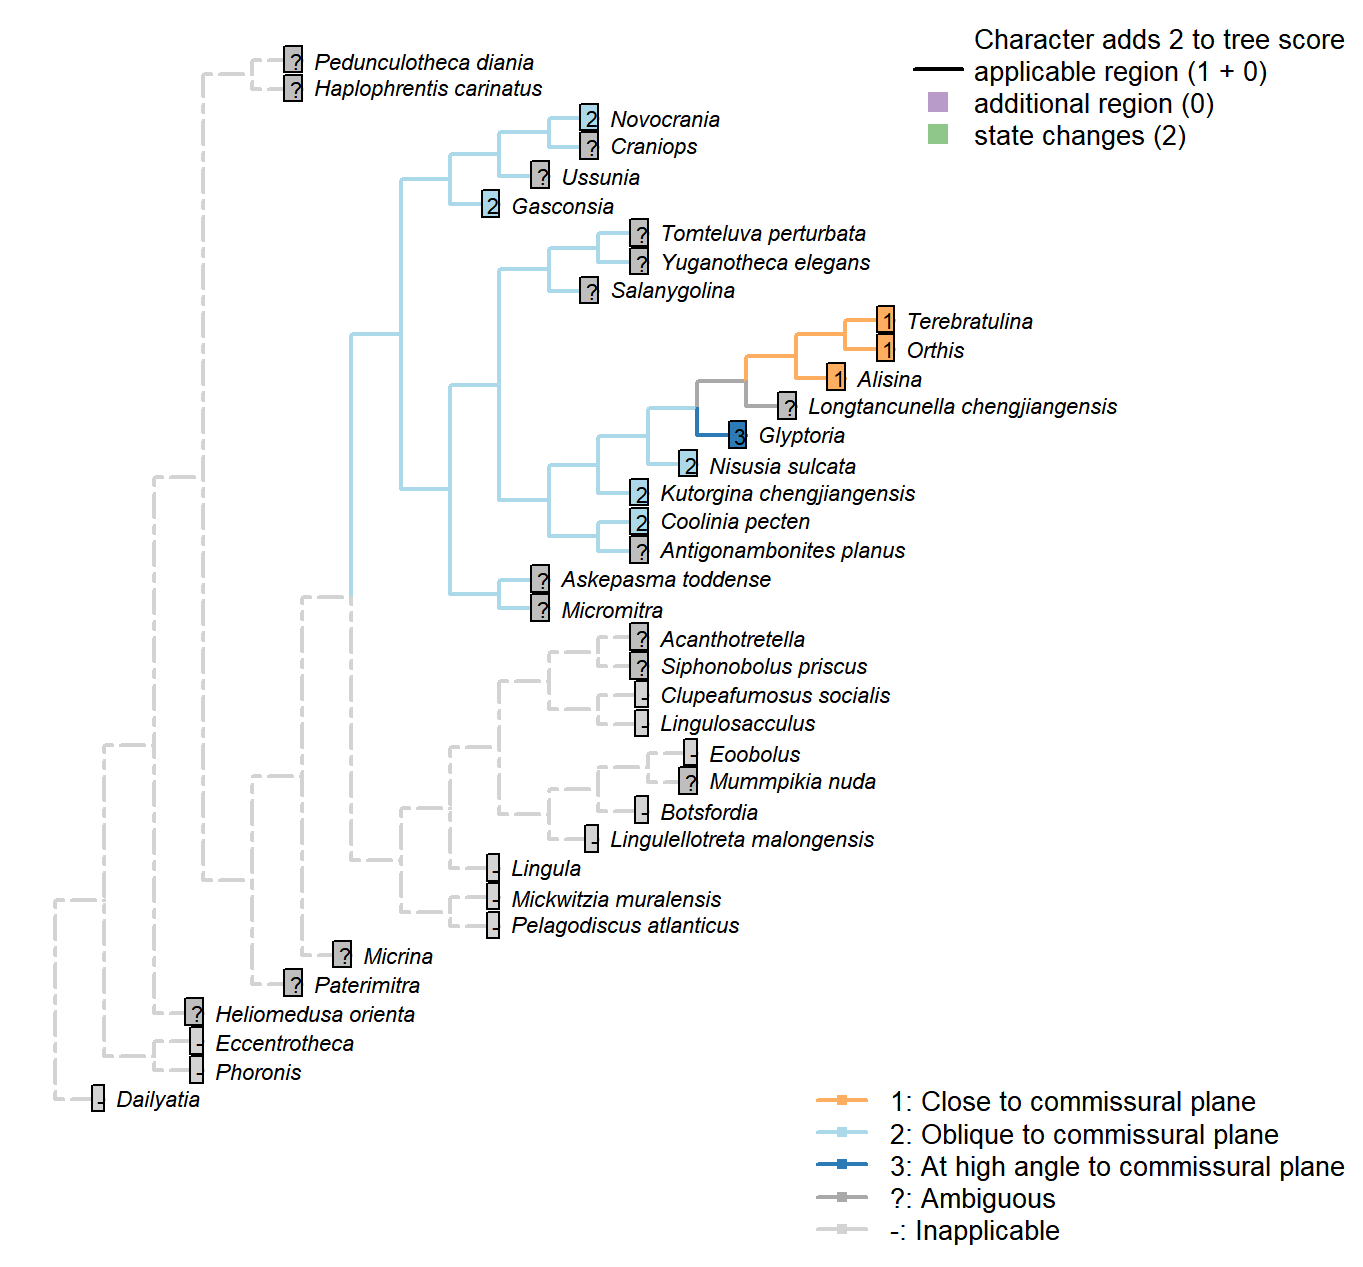 Character adds 2 to tree score
applicable region (1 + 0)
additional region (0)
state changes (2)
? Pedunculotheca diania
? Haplophrentis carinatus
2 Novocrania
? Craniops
? Ussunia
2 Gasconsia
? Tomteluva perturbata
? Yuganotheca elegans
? Salanygolina
1 Terebratulina
1 Orthis
1 Alisina
? Longtancunella chengjiangensis
3 Glyptoria
2 Nisusia sulcata
2 Kutorgina chengjiangensis
2 Coolinia pecten
? Antigonambonites planus
? Askepasma toddense
? Micromitra
? Acanthotretella
? Siphonobolus priscus
- Clupeafumosus socialis
- Lingulosacculus
- Eoobolus
? Mummpikia nuda
- Botsfordia
- Lingulellotreta malongensis
- Lingula
- Mickwitzia muralensis
- Pelagodiscus atlanticus
? Micrina
? Paterimitra
? Heliomedusa orienta
- Eccentrotheca
- Phoronis
- Dailyatia
1: Close to commissural plane
2: Oblique to commissural plane
3: At high angle to commissural plane
?: Ambiguous
-: Inapplicable